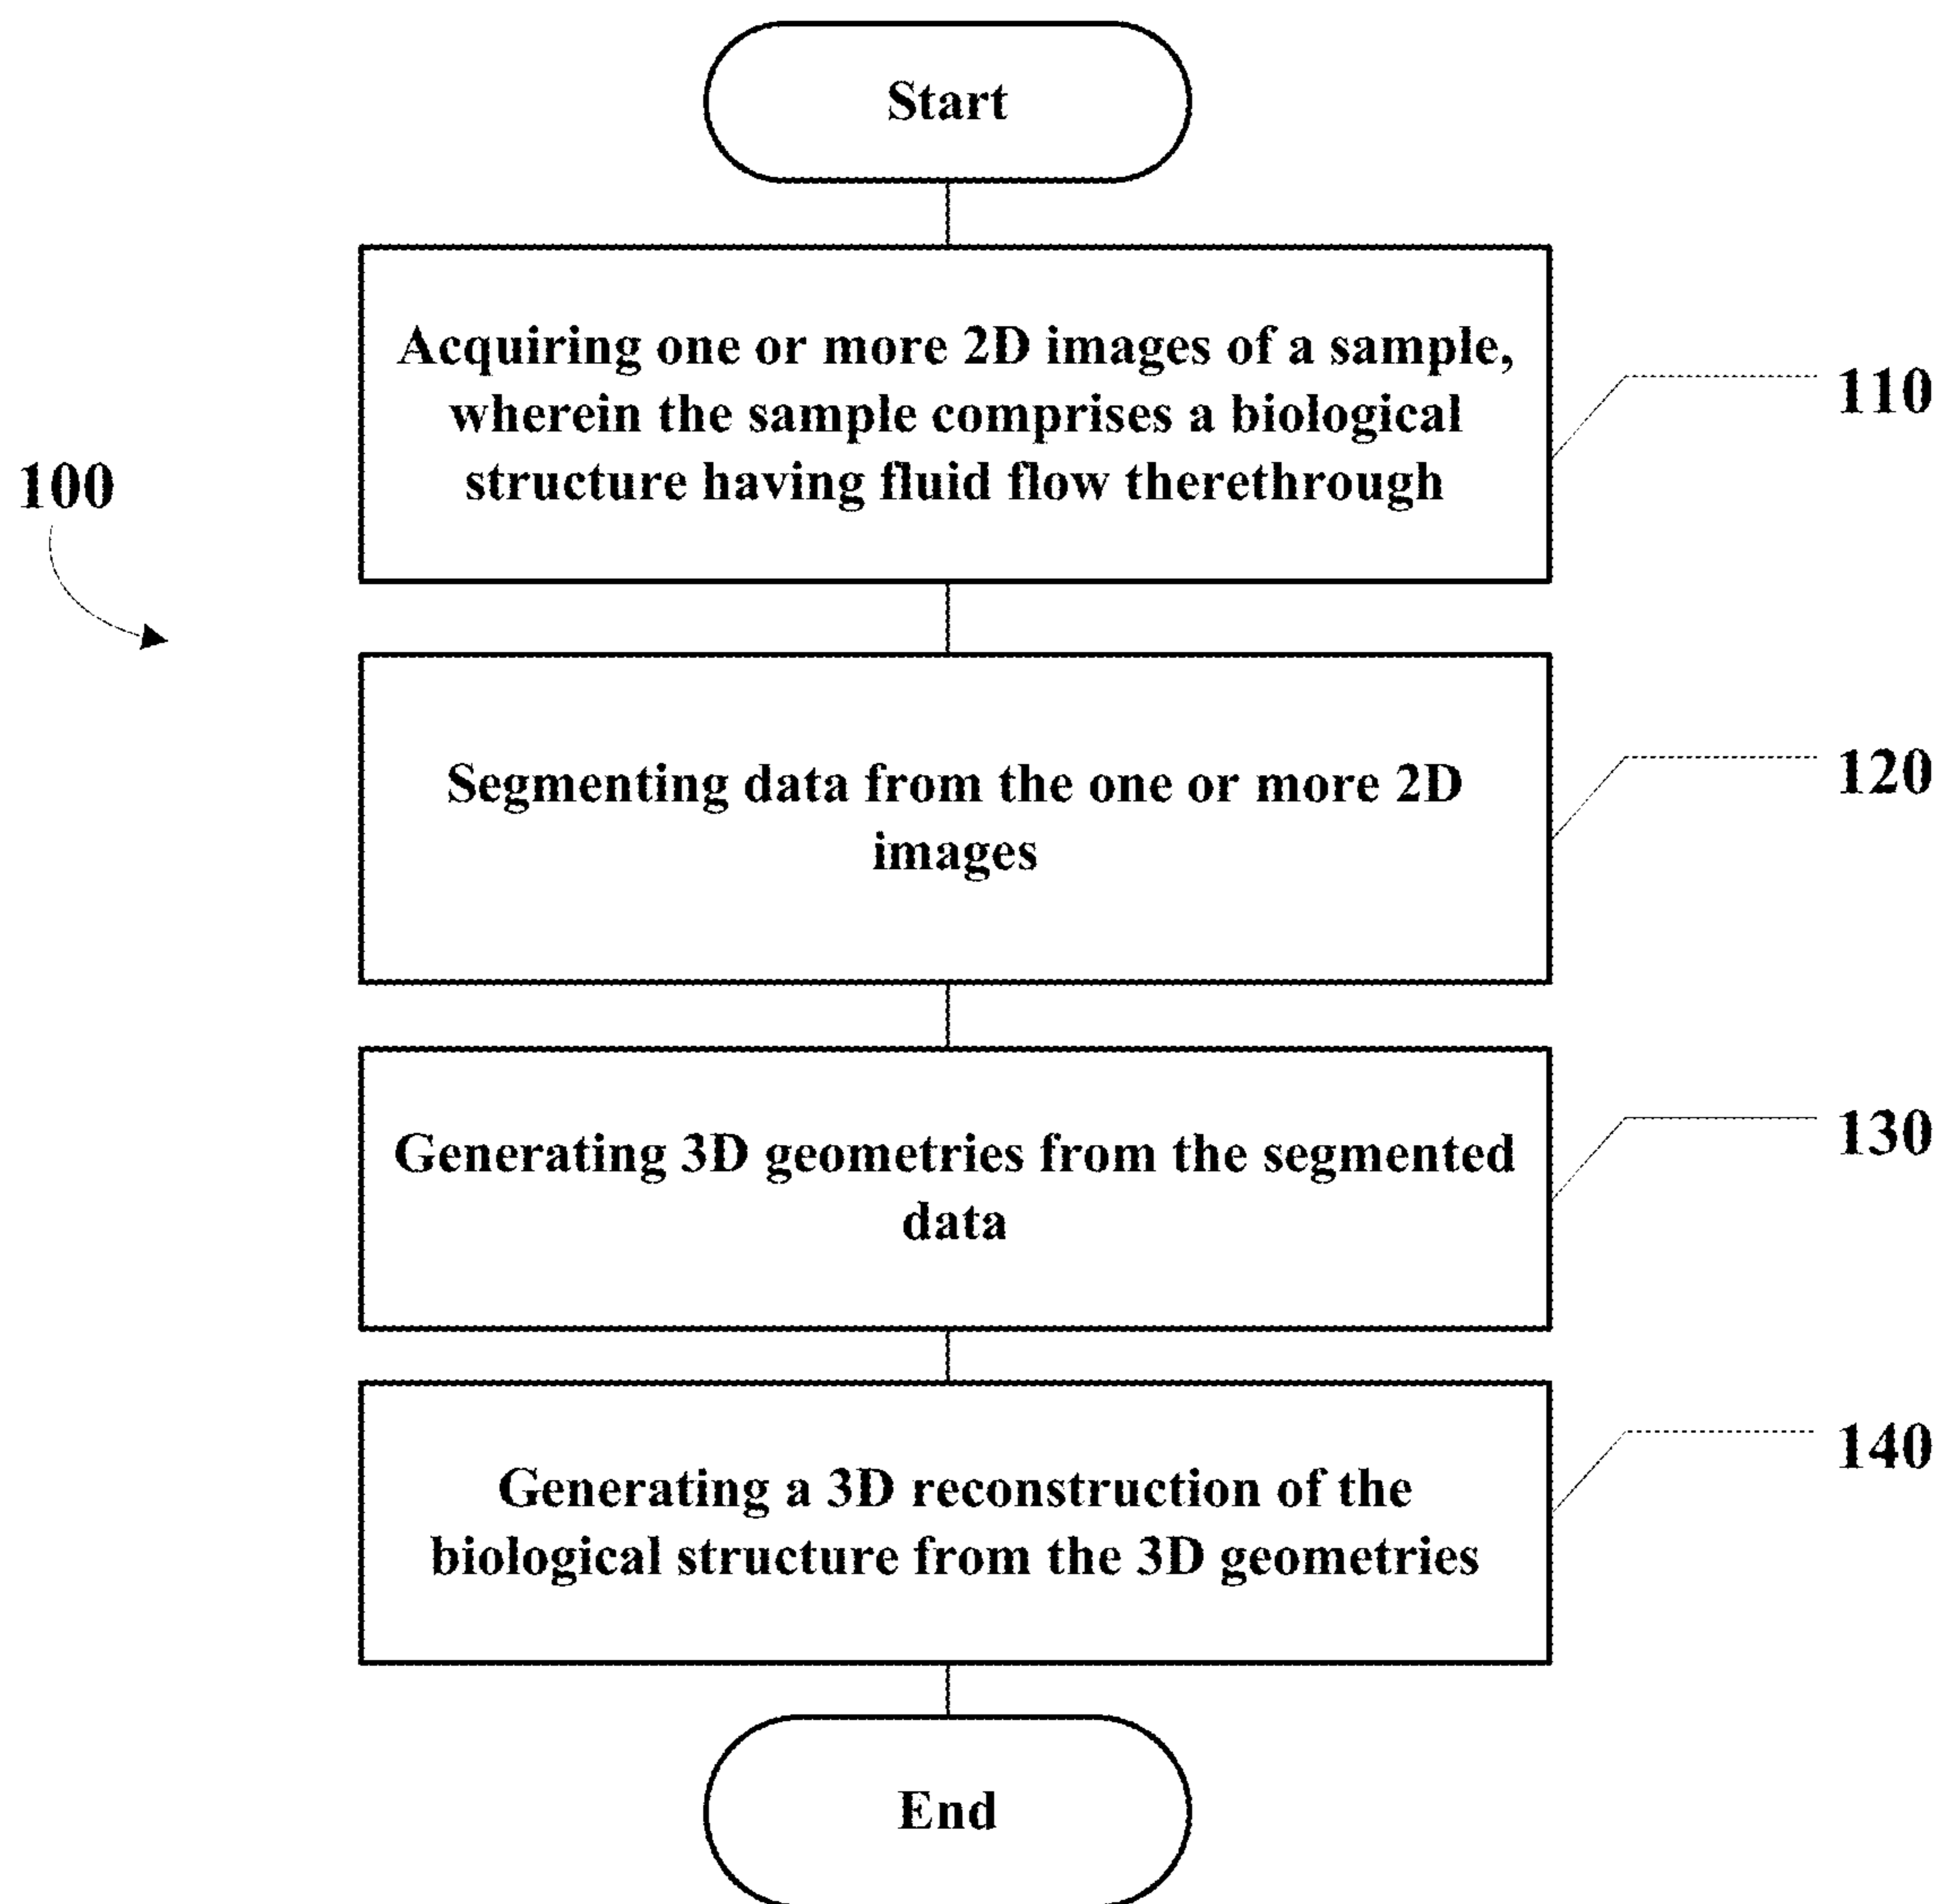 Start
Acquiring one or more 2D images of a sample,
wherein the sample comprises a biological
structure having fluid flow therethrough
110
100
Segmenting data from the one or more 2D
images
120
Generating 3D geometries from the segmented
data
130
Generating a 3D reconstruction of the
biological structure from the 3D geometries
140
End